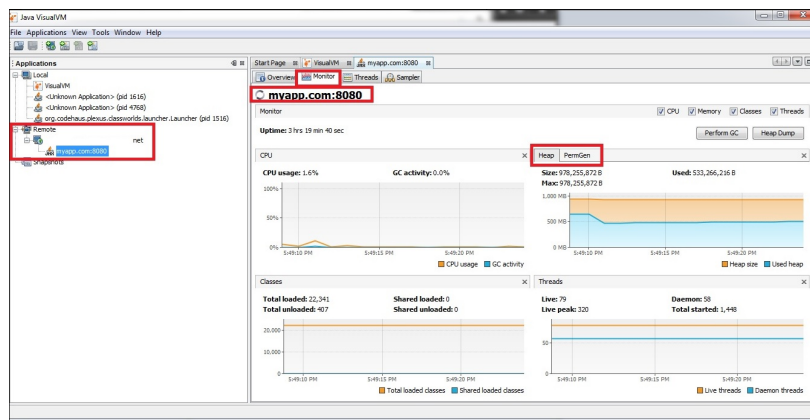 Java VisualVM
File Applications View Tools Window Help
Applications
Local
VisualVM
<Unknown Application> (pid 1616)
<Unknown Application> (pid 4768)
org.codehaus.plexus.classworlds.launcher.Launcher (pid 1516)
Remote
net
myapp.com:8080
Snapshots
Start Page VisualVM myapp.com:8080
Overview Monitor Threads Sampler
myapp.com:8080
Monitor CPU Memory Classes Threads
Uptime: 3 hrs 19 min 40 sec Perform GC Heap Dump
CPU
CPU usage: 1.6% GC activity: 0.0%
100%
50%
0%
5:49:10 PM 5:49:15 PM 5:49:20 PM
CPU usage GC activity
Heap PermGen
Size: 978,255,872 B Used: 533,266,216 B
Max: 978,255,872 B
1,000 MB
500 MB
0 MB
5:49:10 PM 5:49:15 PM 5:49:20 PM
Heap size Used heap
Classes
Total loaded: 22,341 Shared loaded: 0
Total unloaded: 407 Shared unloaded: 0
20,000
10,000
0
5:49:10 PM 5:49:15 PM 5:49:20 PM
Total loaded classes Shared loaded classes
Threads
Live: 79 Daemon: 58
Live peak: 320 Total started: 1,448
50
0
5:49:10 PM 5:49:15 PM 5:49:20 PM
Live threads Daemon threads